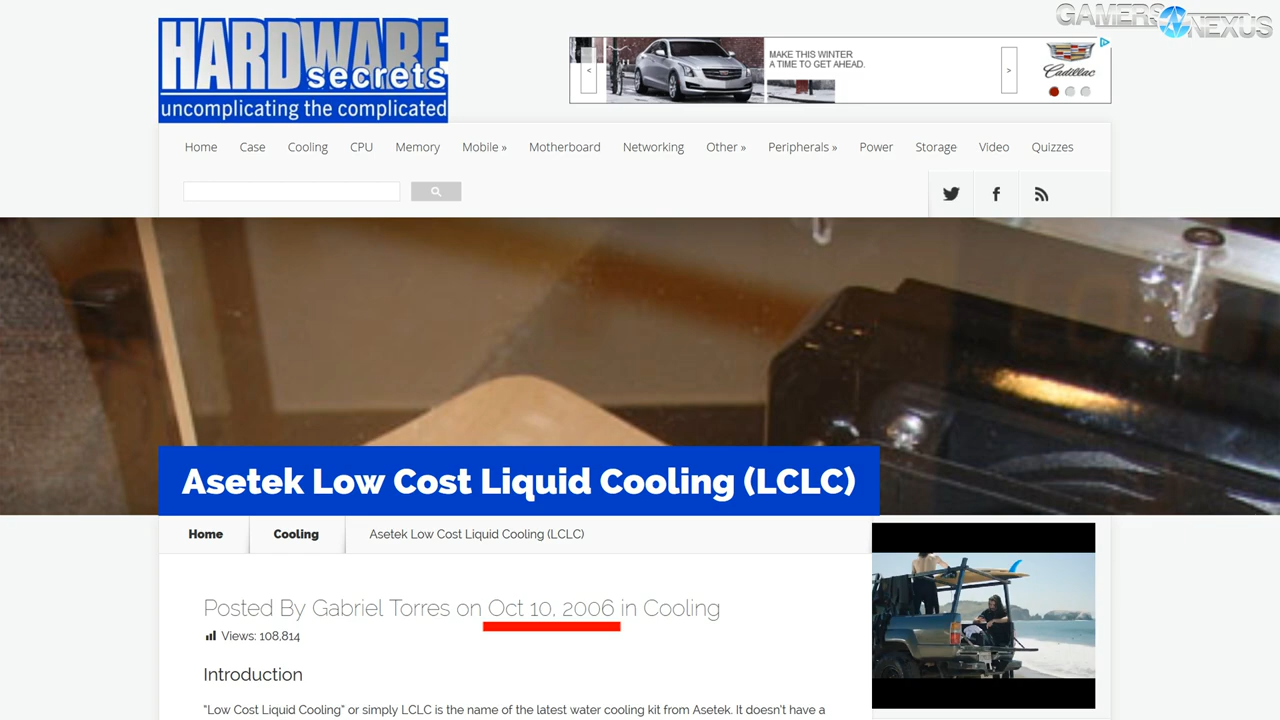 GAMERS NEXUS
HARDWARE
secrets
uncomplicating the complicated
MAKE THIS WINTER
A TIME TO GET AHEAD.
<
>
Cadillac
Home Case Cooling CPU Memory Mobile » Motherboard Networking Other » Peripherals » Power Storage Video Quizzes
Asetek Low Cost Liquid Cooling (LCLC)
Home Cooling Asetek Low Cost Liquid Cooling (LCLC)
Posted By Gabriel Torres on Oct 10, 2006 in Cooling
Views: 108,814
Introduction
“Low Cost Liquid Cooling” or simply LCLC is the name of the latest water cooling kit from Asetek. It doesn’t have a